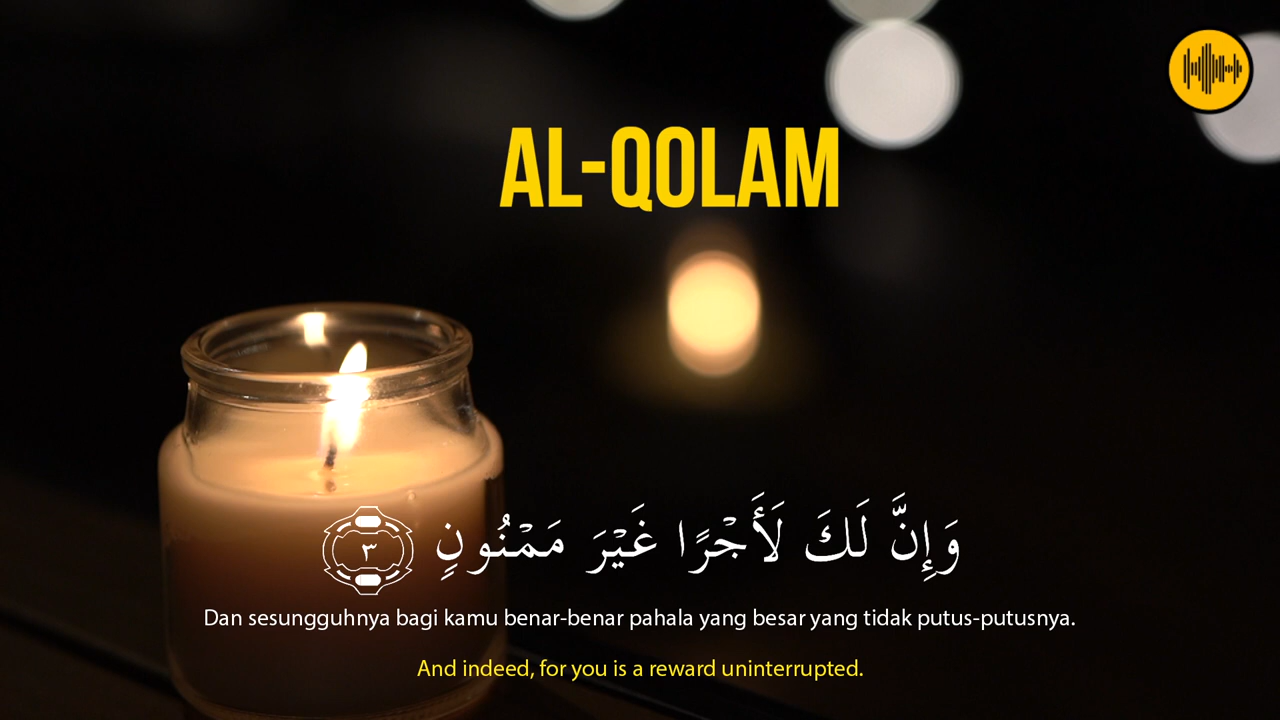 AL-QOLAM
وَإِنَّ لَكَ لَأَجْرًا غَيْرَ مَمْنُونٍ ٣
Dan sesungguhnya bagi kamu benar-benar pahala yang besar yang tidak putus-putusnya.
And indeed, for you is a reward uninterrupted.